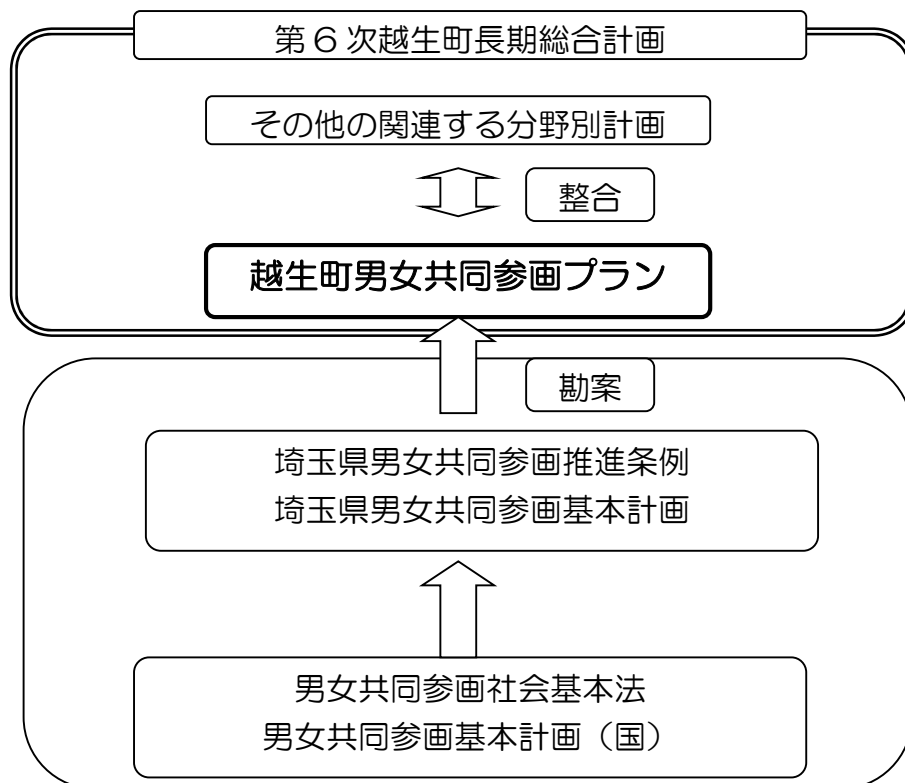 第6次越生町長期総合計画
その他の関連する分野別計画
整合
越生町男女共同参画プラン
勘案
埼玉県男女共同参画推進条例
埼玉県男女共同参画基本計画
男女共同参画社会基本法
男女共同参画基本計画（国）